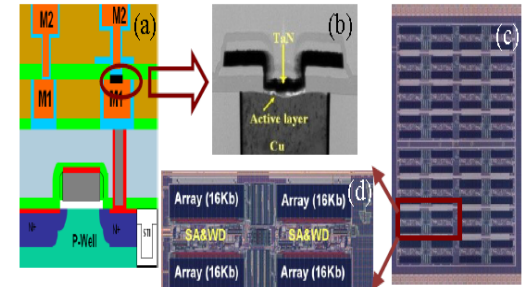 M2
M2
(a)
M1
M1
N+
P-Well
N+
STI
(b)
TaN
Active layer
Cu
(c)
(d)
Array (16Kb)
Array (16Kb)
SA&WD
SA&WD
Array (16Kb)
Array (16Kb)